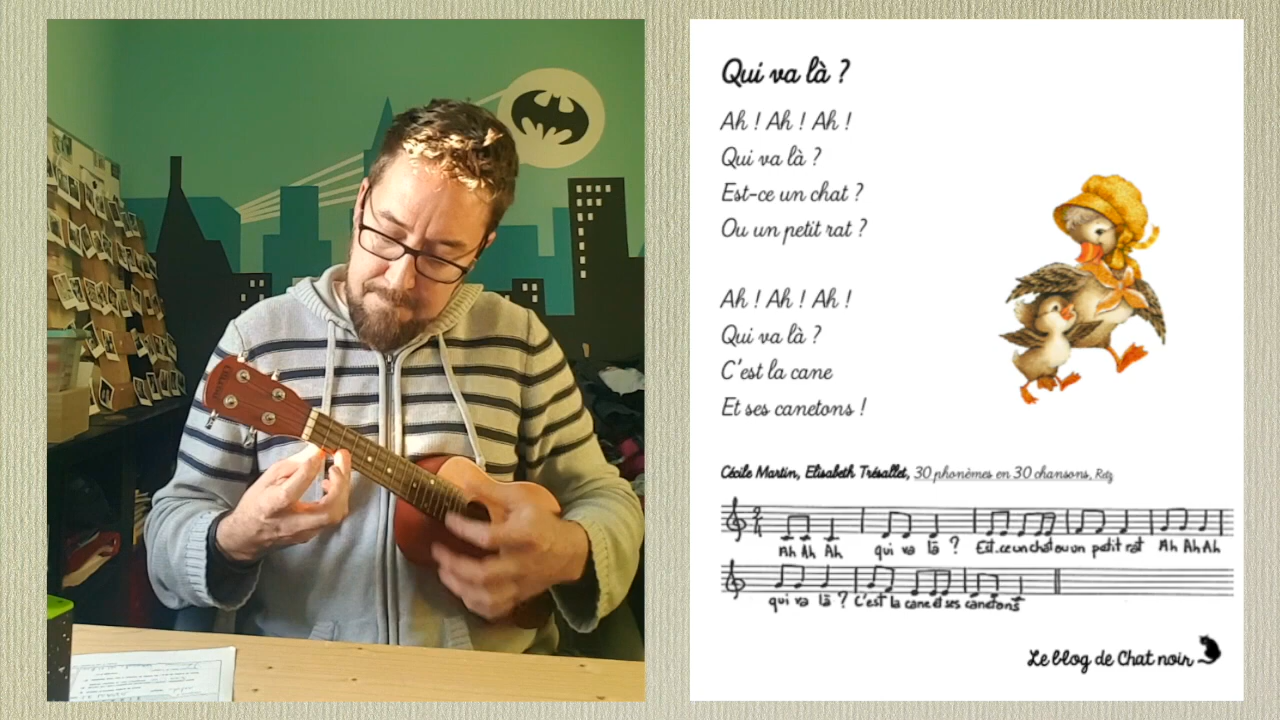 Qui va là ?
Ah ! Ah ! Ah !
Qui va là ?
Est-ce un chat ?
Ou un petit rat ?
Ah ! Ah ! Ah !
Qui va là ?
C'est la cane
Et ses canetons !
Cécile Martin, Elisabeth Trésallet, 30 phonèmes en 30 chansons, Retz
Ah Ah Ah qui va là ? Est-ce un chat ou un petit rat Ah Ah Ah
qui va là ? C'est la cane et ses canetons
Le blog de Chat noir